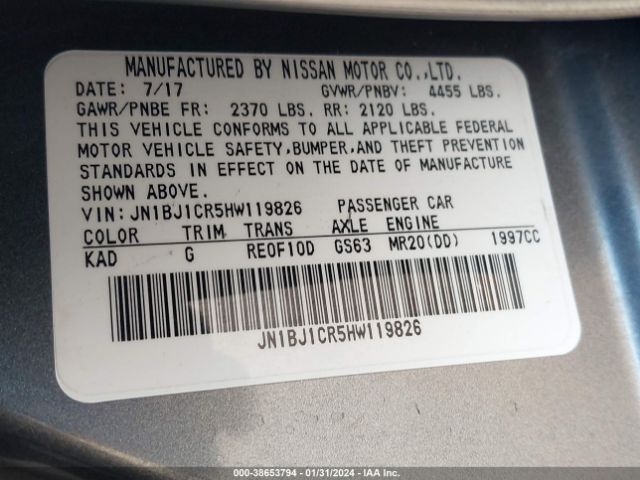 MANUFACTURED BY NISSAN MOTOR CO.,LTD.
DATE: 7/17 GVWR/PNBV: 4455 LBS.
GAWR/PNBE FR: 2370 LBS. RR: 2120 LBS.
THIS VEHICLE CONFORMS TO ALL APPLICABLE FEDERAL
MOTOR VEHICLE SAFETY,BUMPER,AND THEFT PREVENTION
STANDARDS IN EFFECT ON THE DATE OF MANUFACTURE
SHOWN ABOVE.
VIN: JN1BJ1CR5HW119826 PASSENGER CAR
COLOR TRIM TRANS AXLE ENGINE
KAD G RE0F10D GS63 MR20(DD) 1997CC
JN1BJ1CR5HW119826
000-38653794 - 01/31/2024 - IAA Inc.